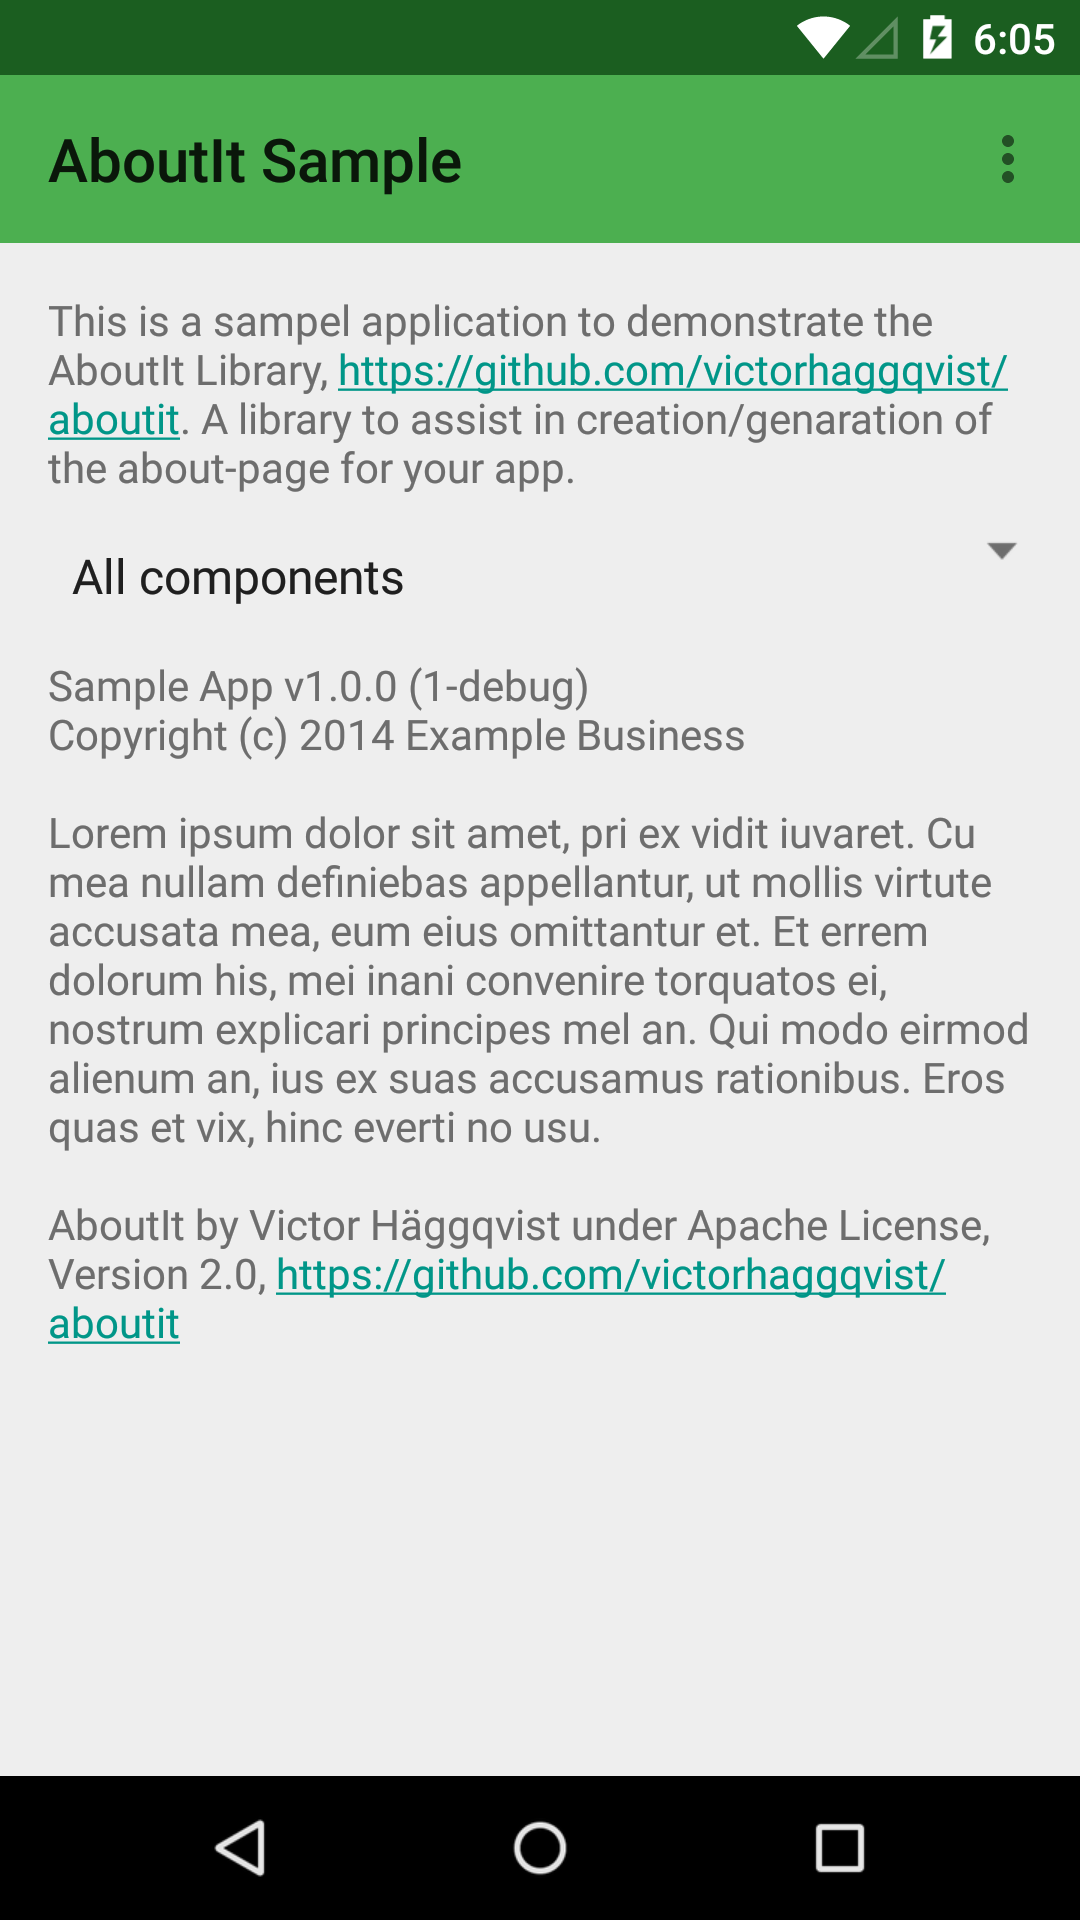 6:05
AboutIt Sample
This is a sampel application to demonstrate the
AboutIt Library, https://github.com/victorhaggqvist/
aboutit. A library to assist in creation/genaration of
the about-page for your app.
All components
Sample App v1.0.0 (1-debug)
Copyright (c) 2014 Example Business
Lorem ipsum dolor sit amet, pri ex vidit iuvaret. Cu
mea nullam definiebas appellantur, ut mollis virtute
accusata mea, eum eius omittantur et. Et errem
dolorum his, mei inani convenire torquatos ei,
nostrum explicari principes mel an. Qui modo eirmod
alienum an, ius ex suas accusamus rationibus. Eros
quas et vix, hinc everti no usu.
AboutIt by Victor Häggqvist under Apache License,
Version 2.0, https://github.com/victorhaggqvist/
aboutit